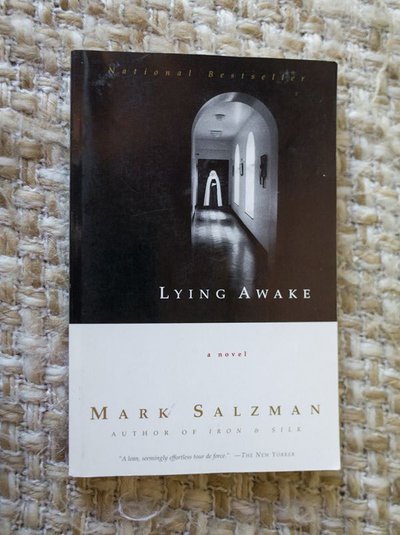 National Bestseller
LYING AWAKE
a novel
MARK SALZMAN
AUTHOR OF IRON & SILK
"A lean, seemingly effortless tour de force." —THE NEW YORKER